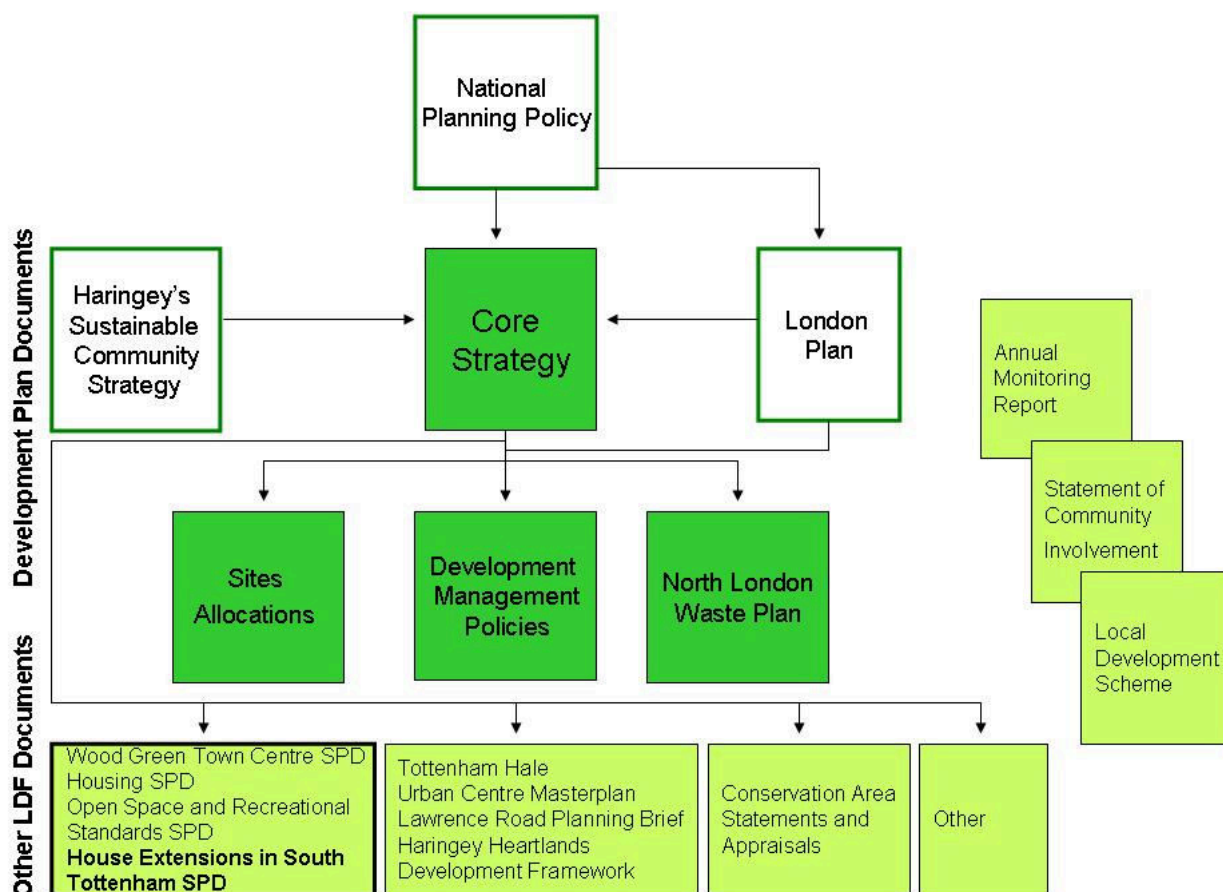 National
Planning Policy
Development Plan Documents
Haringey's
Sustainable
Community
Strategy
Core
Strategy
London
Plan
Annual
Monitoring
Report
Statement of
Community
Involvement
Local
Development
Scheme
Sites
Allocations
Development
Management
Policies
North London
Waste Plan
Other LDF Documents
Wood Green Town Centre SPD
Housing SPD
Open Space and Recreational
Standards SPD
House Extensions in South
Tottenham SPD
Tottenham Hale
Urban Centre Masterplan
Lawrence Road Planning Brief
Haringey Heartlands
Development Framework
Conservation Area
Statements and
Appraisals
Other